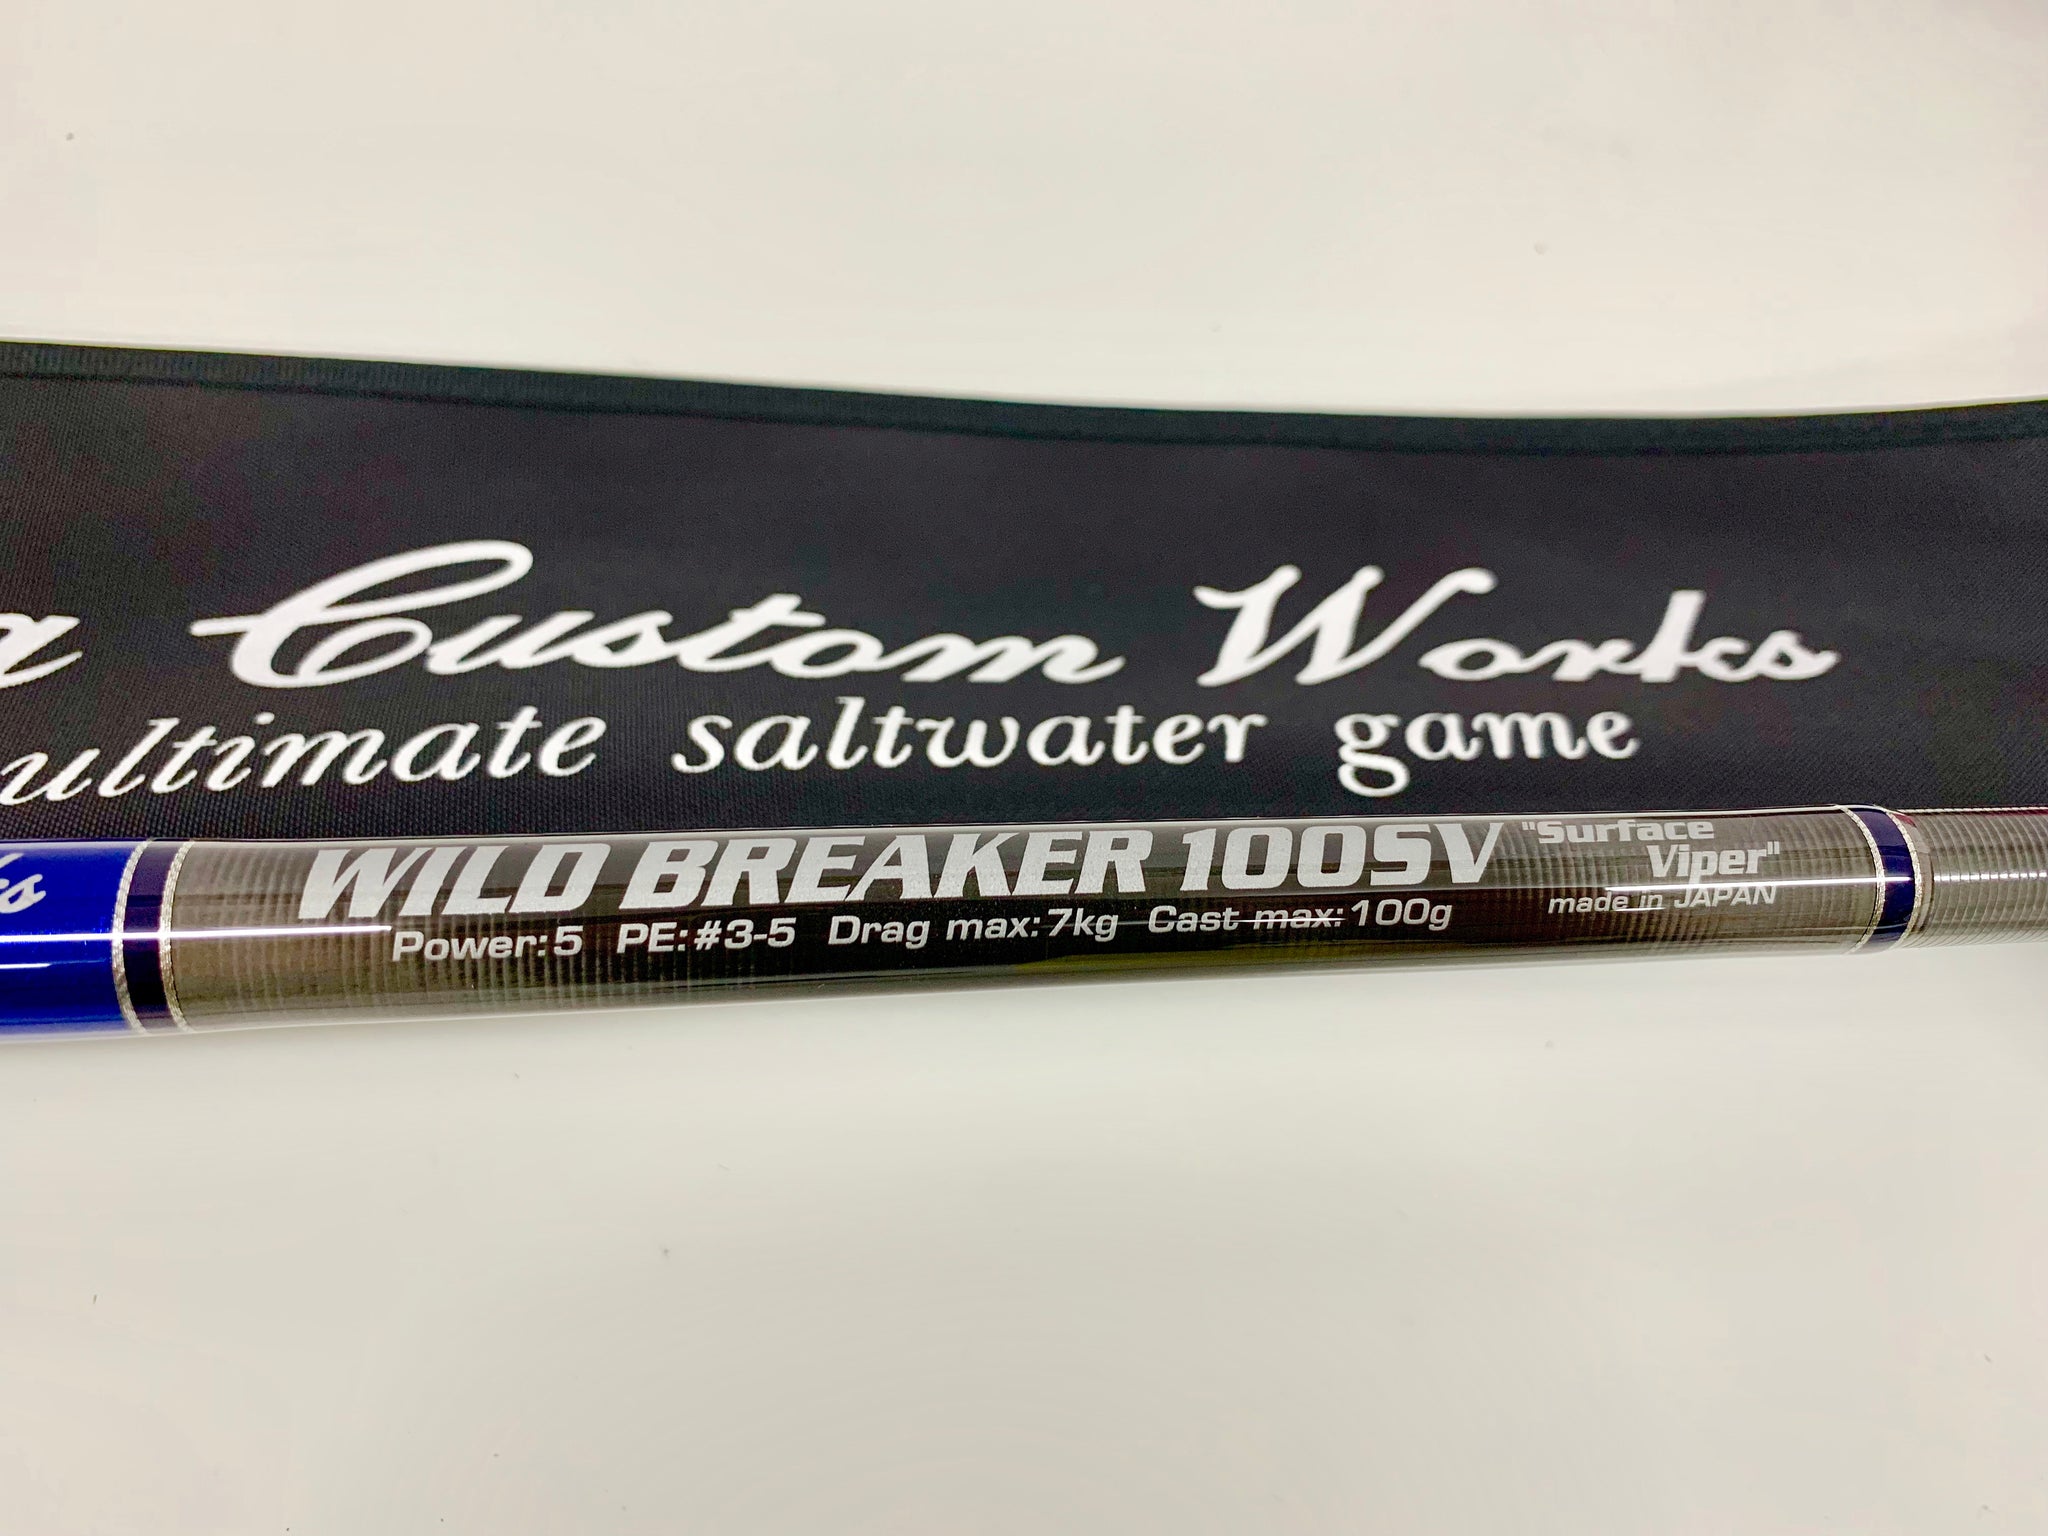 Custom Works
ultimate saltwater game
WILD BREAKER 100SV "Surface Viper"
Power:5 PE:#3-5 Drag max:7kg Cast max:100g
made in JAPAN